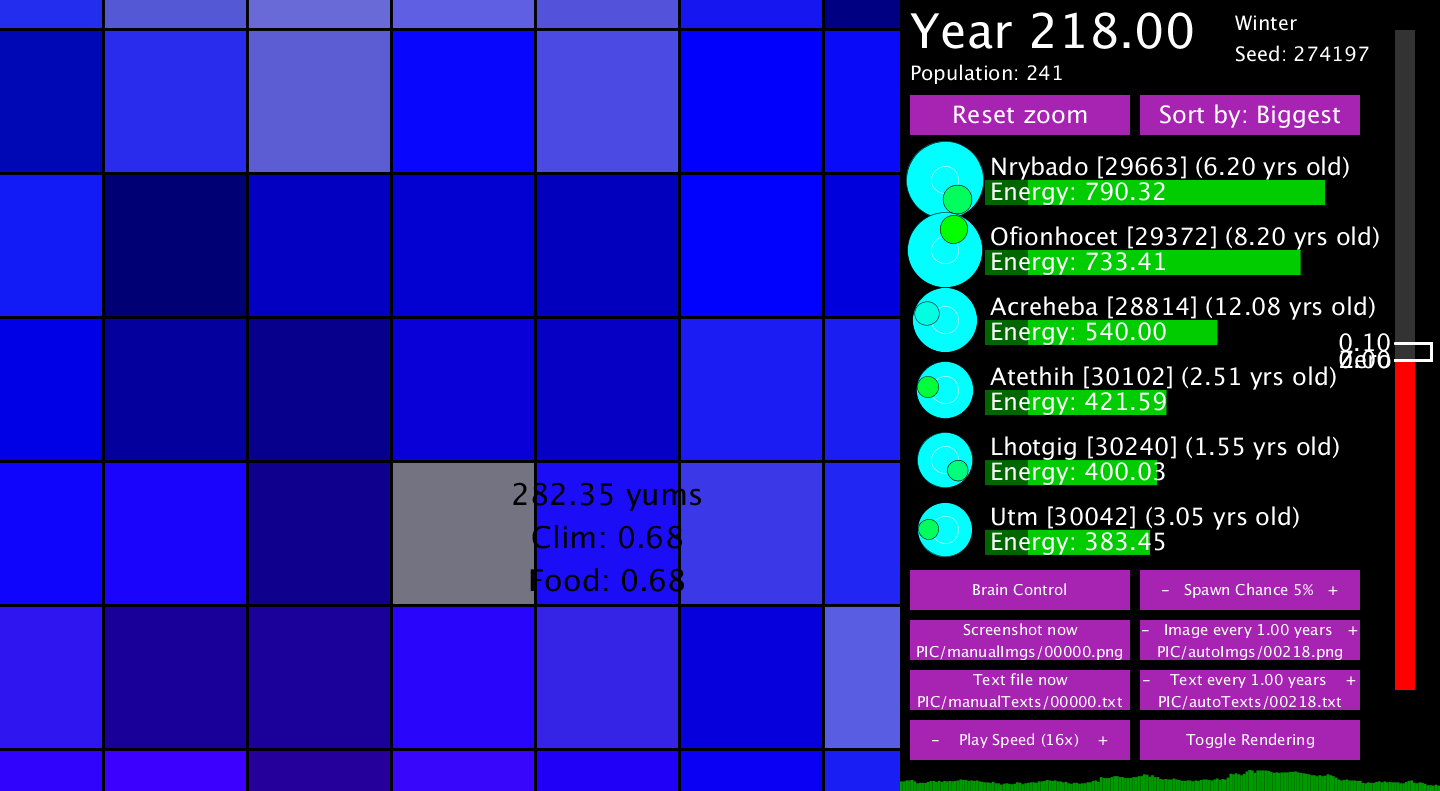 Year 218.00
Winter
Seed: 274197
Population: 241
Reset zoom
Sort by: Biggest
Nrybado [29663] (6.20 yrs old)
Energy: 790.32
Ofionhocet [29372] (8.20 yrs old)
Energy: 733.41
Acreheba [28814] (12.08 yrs old)
Energy: 540.00
0.10
Atethih [30102] (2.51 yrs old)
Energy: 421.59
Lhotgig [30240] (1.55 yrs old)
Energy: 400.03
Utm [30042] (3.05 yrs old)
Energy: 383.45
282.35 yums
Clim: 0.68
Food: 0.68
Brain Control
- Spawn Chance 5% +
Screenshot now
PIC/manualImgs/00000.png
- Image every 1.00 years +
PIC/autoImgs/00218.png
Text file now
PIC/manualTexts/00000.txt
- Text every 1.00 years +
PIC/autoTexts/00218.txt
- Play Speed (16x) +
Toggle Rendering